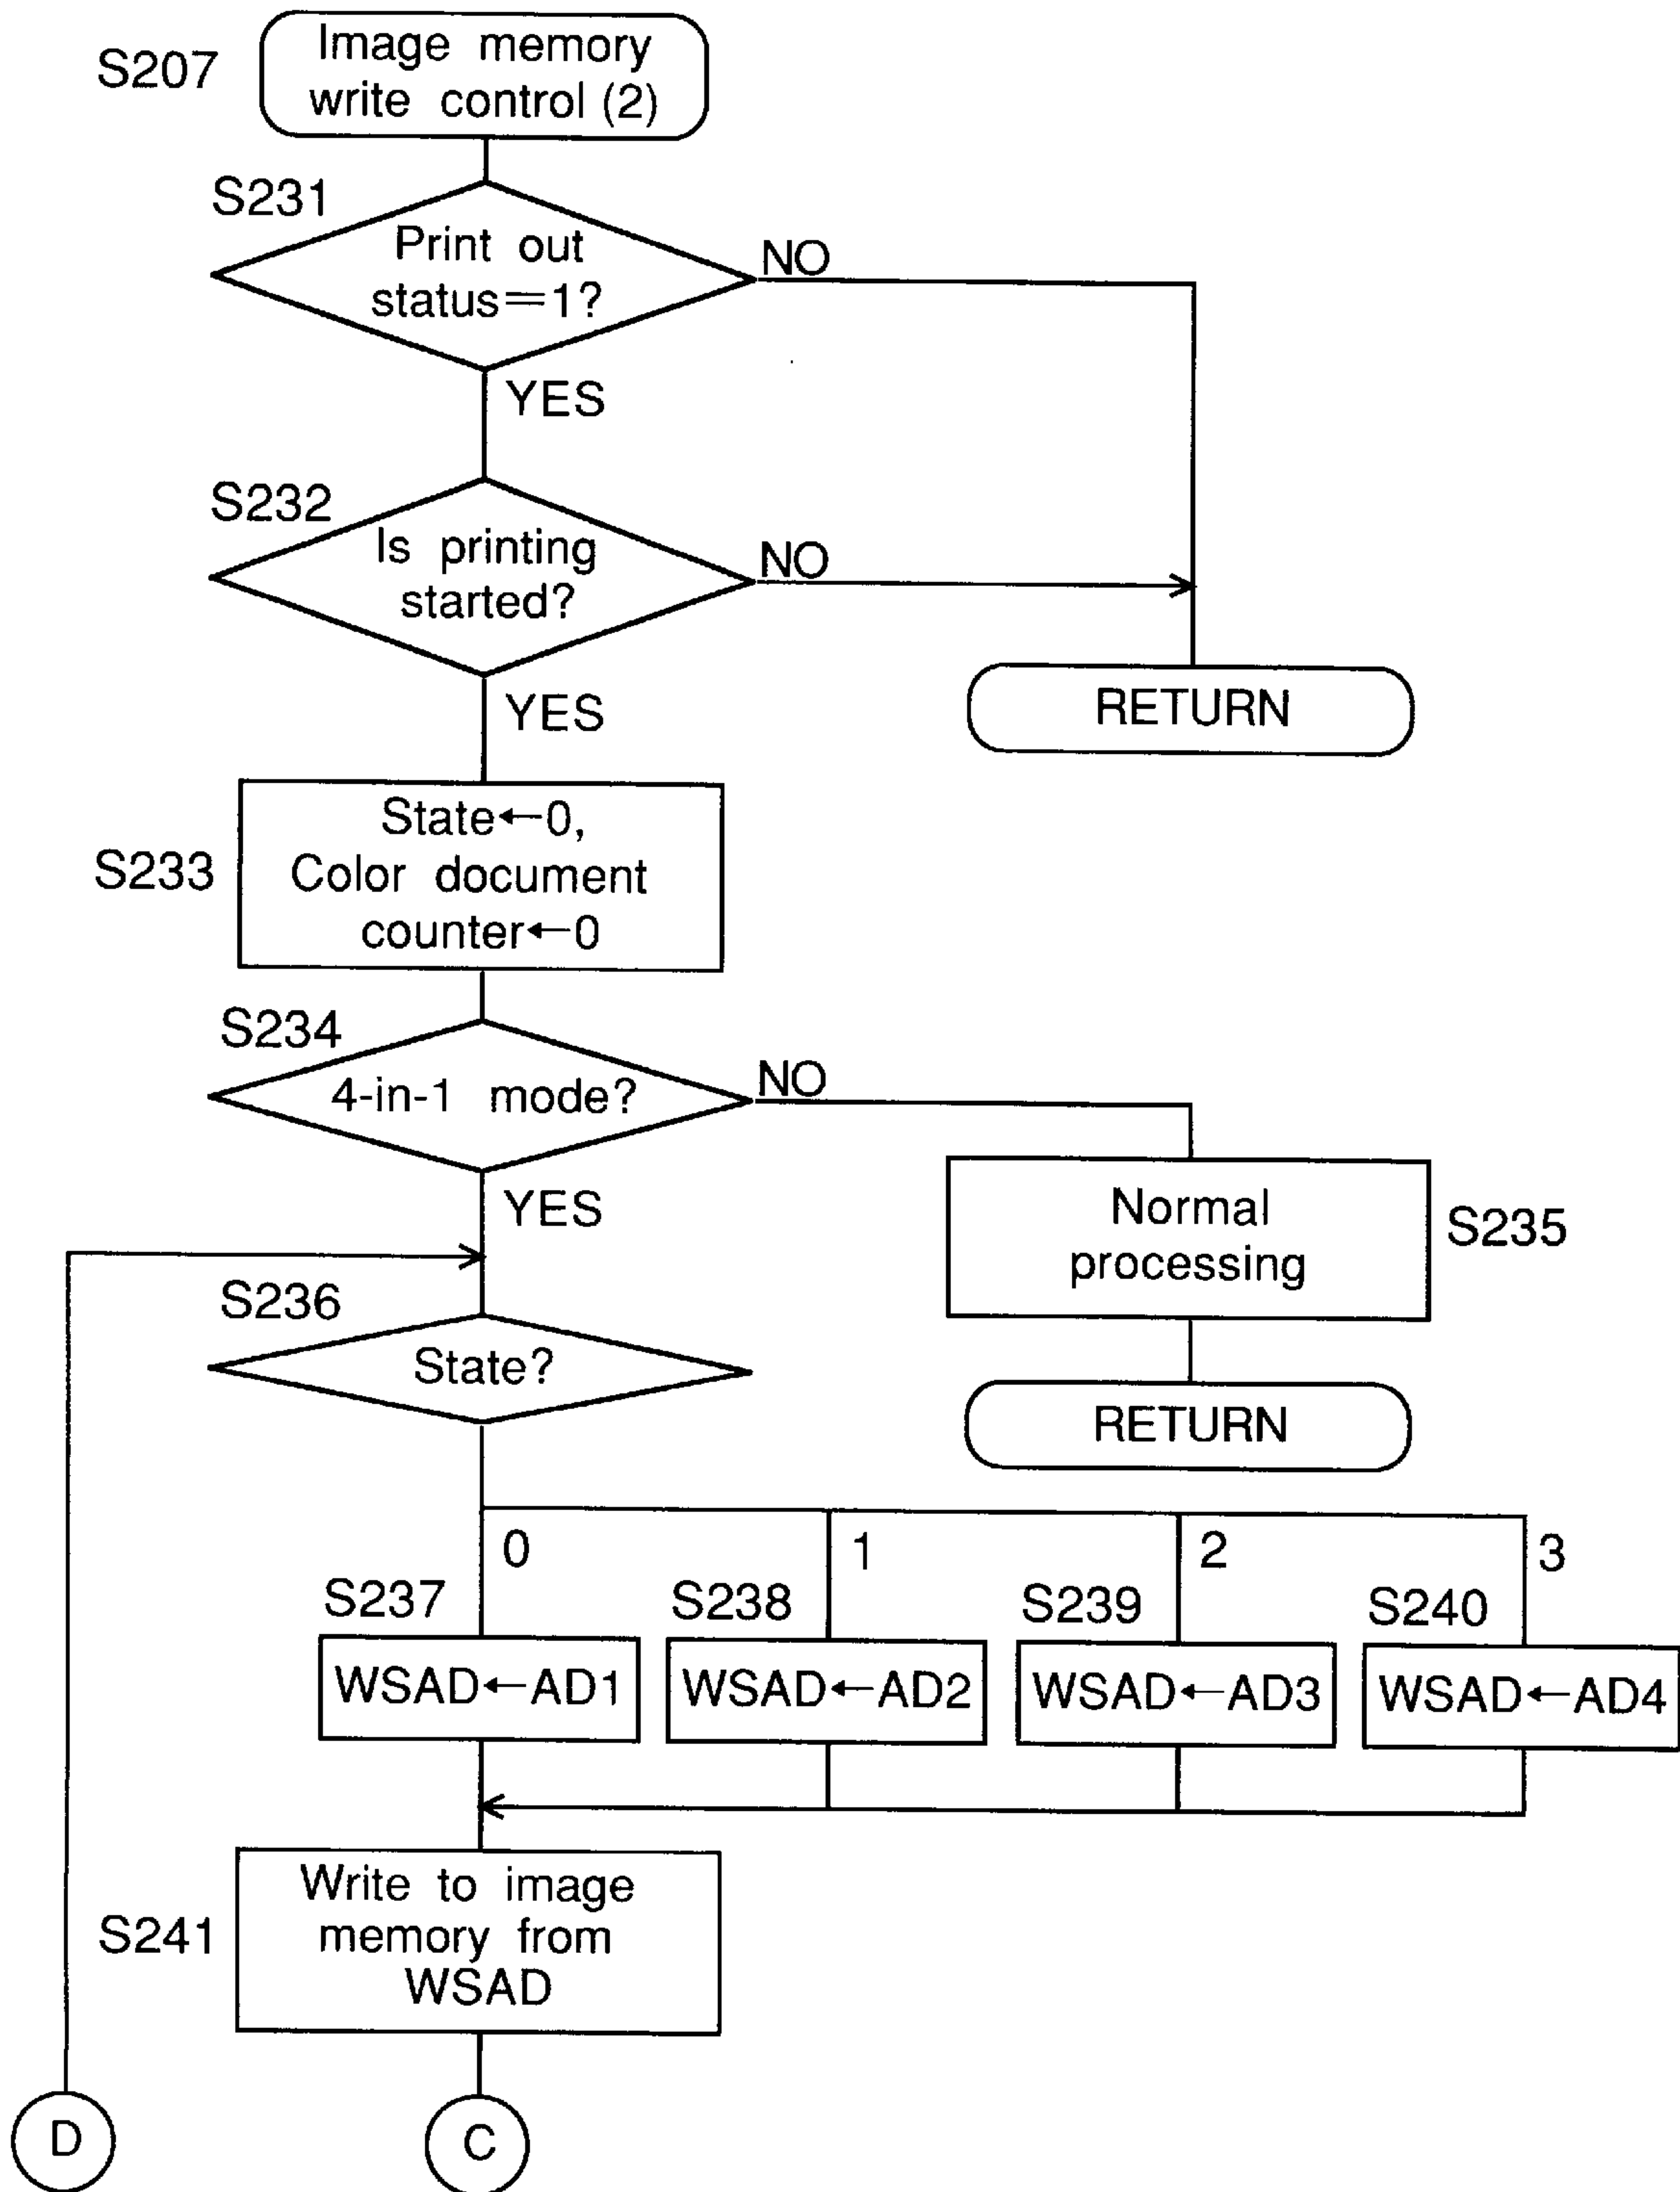 S207
Image memory
write control (2)
S231
Print out
status=1?
NO
YES
S232
Is printing
started?
NO
YES
RETURN
S233
State←0,
Color document
counter←0
S234
4-in-1 mode?
NO
YES
Normal
processing
S235
RETURN
S236
State?
0
1
2
3
S237
S238
S239
S240
WSAD←AD1
WSAD←AD2
WSAD←AD3
WSAD←AD4
S241
Write to image
memory from
WSAD
D
C